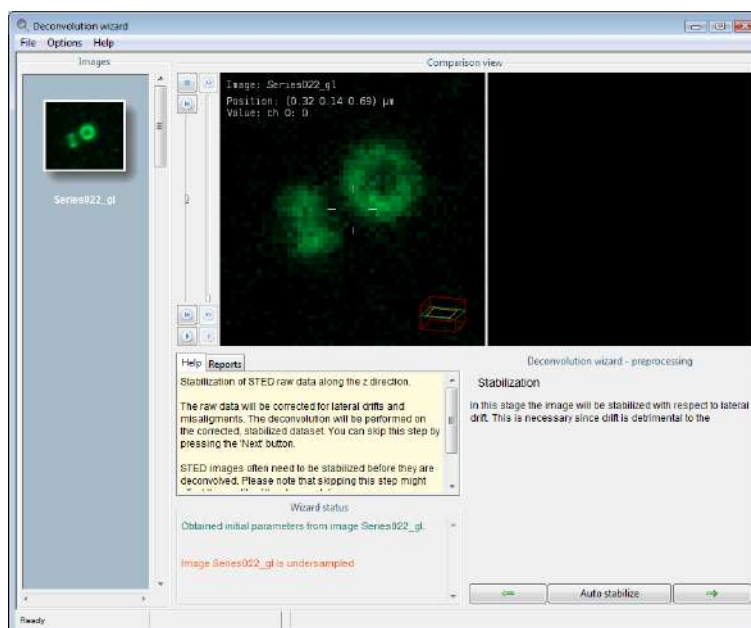 Deconvolution wizard
File Options Help
Images
Comparison view
Image: Series022_gl
Position: (0.32 0.14 0.69) µm
Value: ch 0: 0
Series022_gl
Help Reports
Deconvolution wizard - preprocessing
Stabilization of STED raw data along the z direction.
The raw data will be corrected for lateral drifts and
misaligments. The deconvolution will be performed on
the corrected, stabilized dataset. You can skip this step by
pressing the 'Next' button.
STED images often need to be stabilized before they are
deconvolved. Please note that skipping this step might
Stabilization
In this stage the image will be stabilized with respect to lateral
drift. This is necessary since drift is detrimental to the
Wizard status
Obtained initial parameters from image Series022_gl.
Image Series022_gl is undersampled
Auto stabilize
Ready